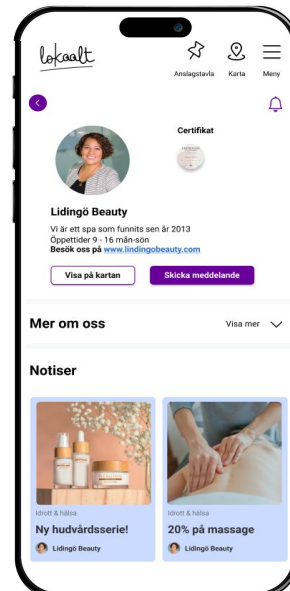 lokaalt
Anslagstavla
Karta
Meny
Certifikat
Lidingö Beauty
Vi är ett spa som funnits sen år 2013
Öppettider 9 - 16 mån-sön
Besök oss på www.lindingobeauty.com
Visa på kartan
Skicka meddelande
Mer om oss
Visa mer
Notiser
Idrott & hälsa
Ny hudvårdsserie!
Lidingö Beauty
Idrott & hälsa
20% på massage
Lidingö Beauty